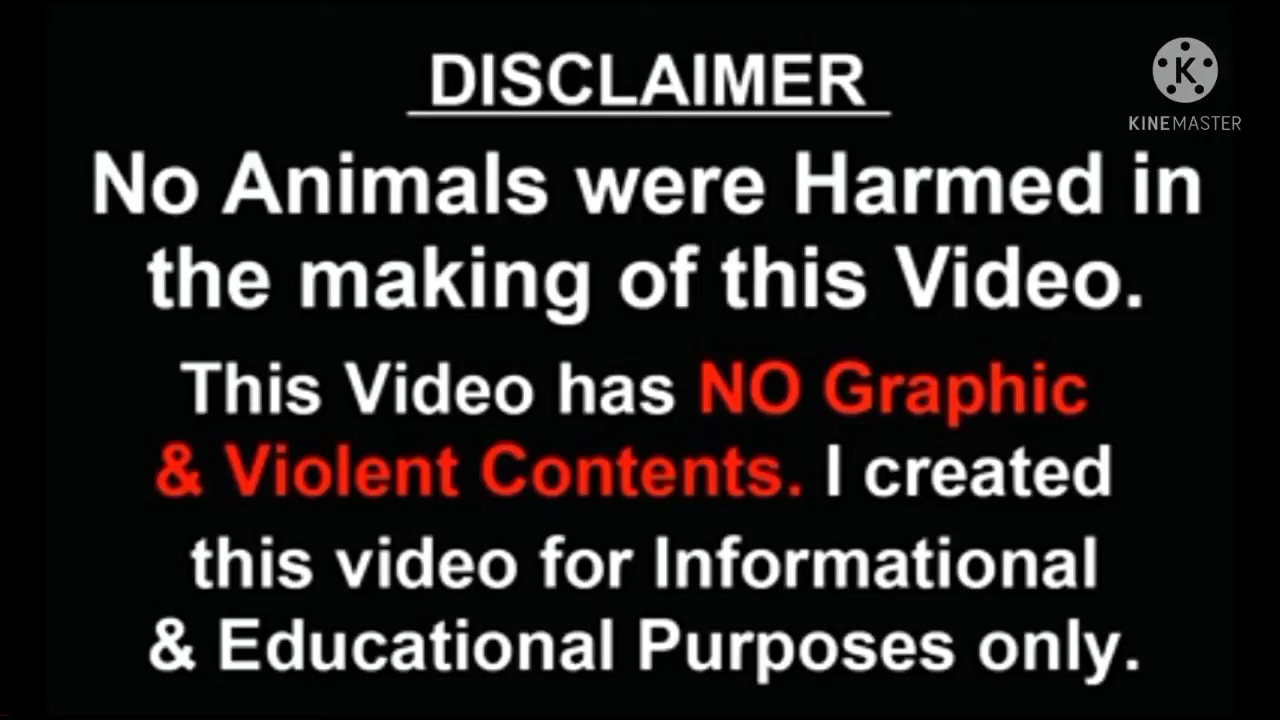 DISCLAIMER
K
KINEMASTER
No Animals were Harmed in
the making of this Video.
This Video has NO Graphic
& Violent Contents. I created
this video for Informational
& Educational Purposes only.